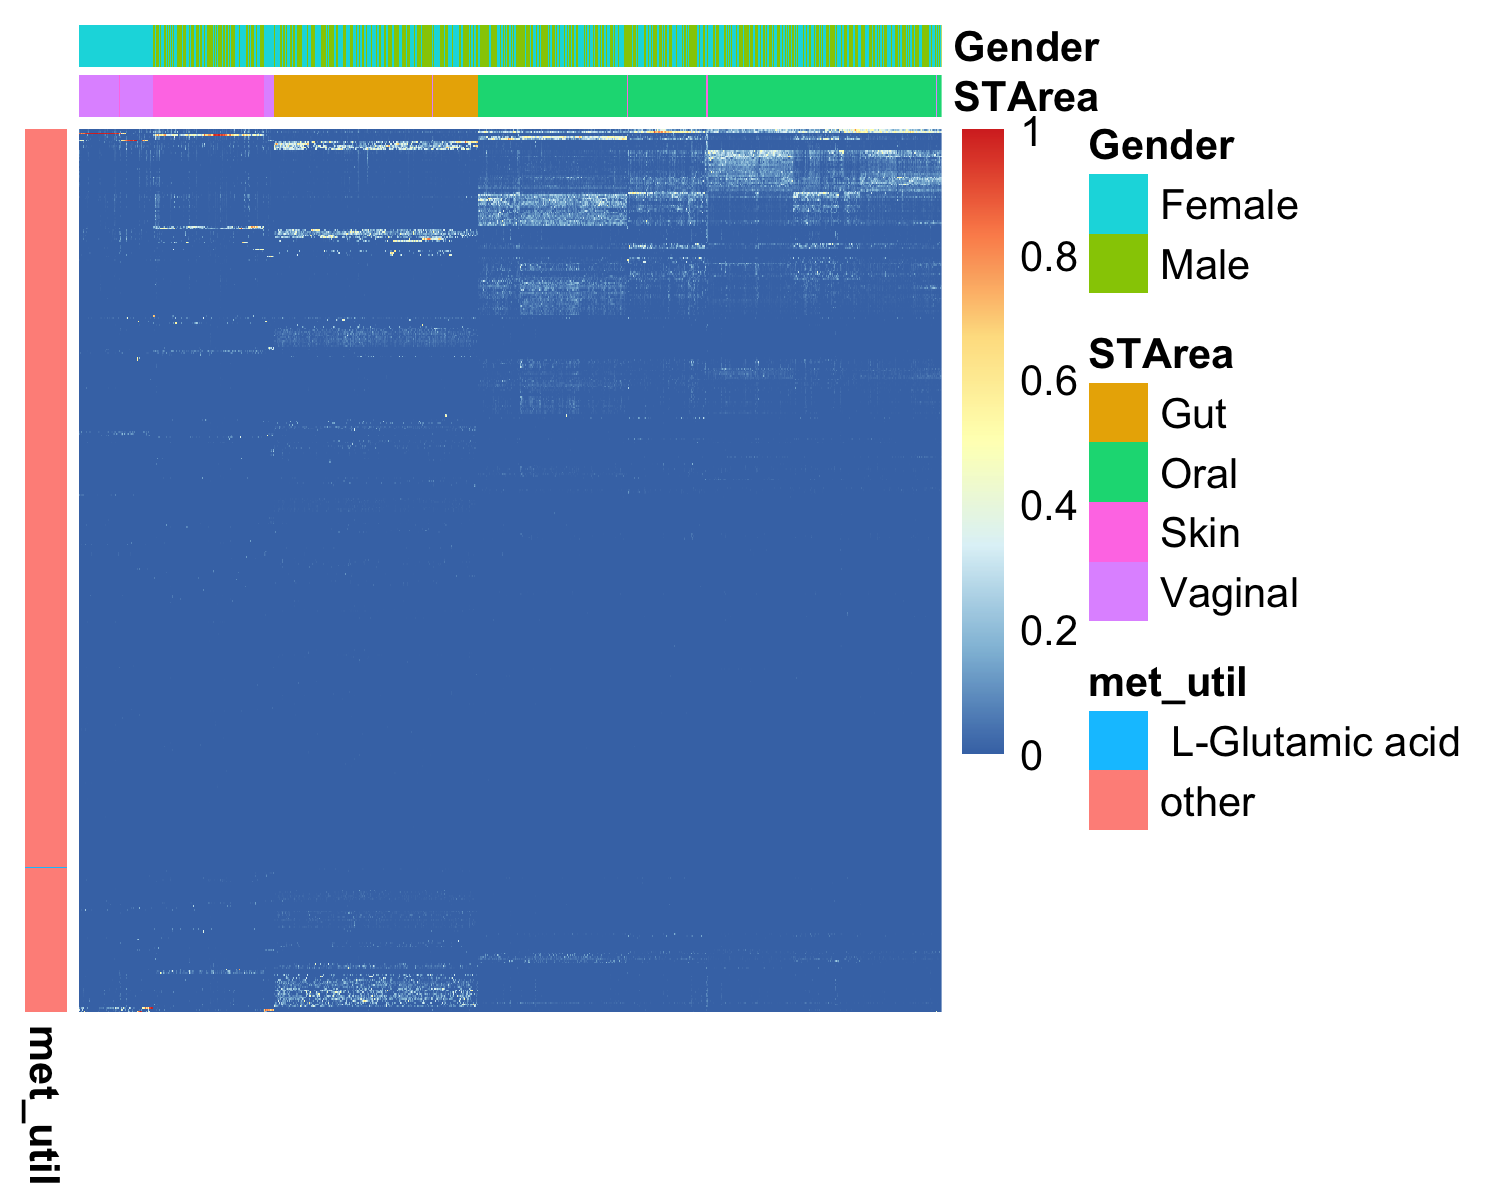 Gender
STArea
1
0.8
0.6
0.4
0.2
0
Gender
Female
Male
STArea
Gut
Oral
Skin
Vaginal
met_util
L-Glutamic acid
other
met_util